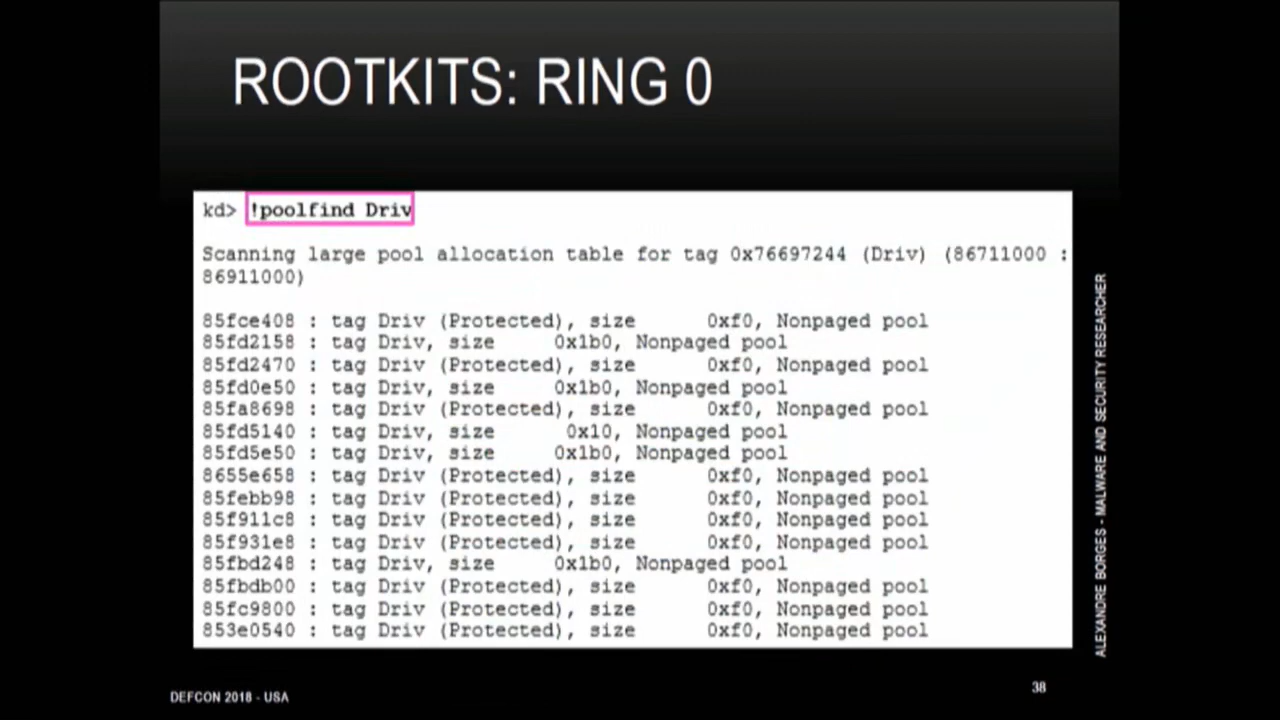 ROOTKITS: RING 0
kd> !poolfind Driv
Scanning large pool allocation table for tag 0x76697244 (Driv) (86711000 :
86911000)
85fce408 : tag Driv (Protected), size 0xf0, Nonpaged pool
85fd2158 : tag Driv, size 0x1b0, Nonpaged pool
85fd2470 : tag Driv (Protected), size 0xf0, Nonpaged pool
85fd0e50 : tag Driv, size 0x1b0, Nonpaged pool
85fa8698 : tag Driv (Protected), size 0xf0, Nonpaged pool
85fd5140 : tag Driv, size 0x10, Nonpaged pool
85fd5e50 : tag Driv, size 0x1b0, Nonpaged pool
8655e658 : tag Driv (Protected), size 0xf0, Nonpaged pool
85febb98 : tag Driv (Protected), size 0xf0, Nonpaged pool
85f911c8 : tag Driv (Protected), size 0xf0, Nonpaged pool
85f931e8 : tag Driv (Protected), size 0xf0, Nonpaged pool
85fbd248 : tag Driv, size 0x1b0, Nonpaged pool
85fbdb00 : tag Driv (Protected), size 0xf0, Nonpaged pool
85fc9800 : tag Driv (Protected), size 0xf0, Nonpaged pool
853e0540 : tag Driv (Protected), size 0xf0, Nonpaged pool
ALEXANDRE BORGES - MALWARE AND SECURITY RESEARCHER
DEFCON 2018 - USA
38